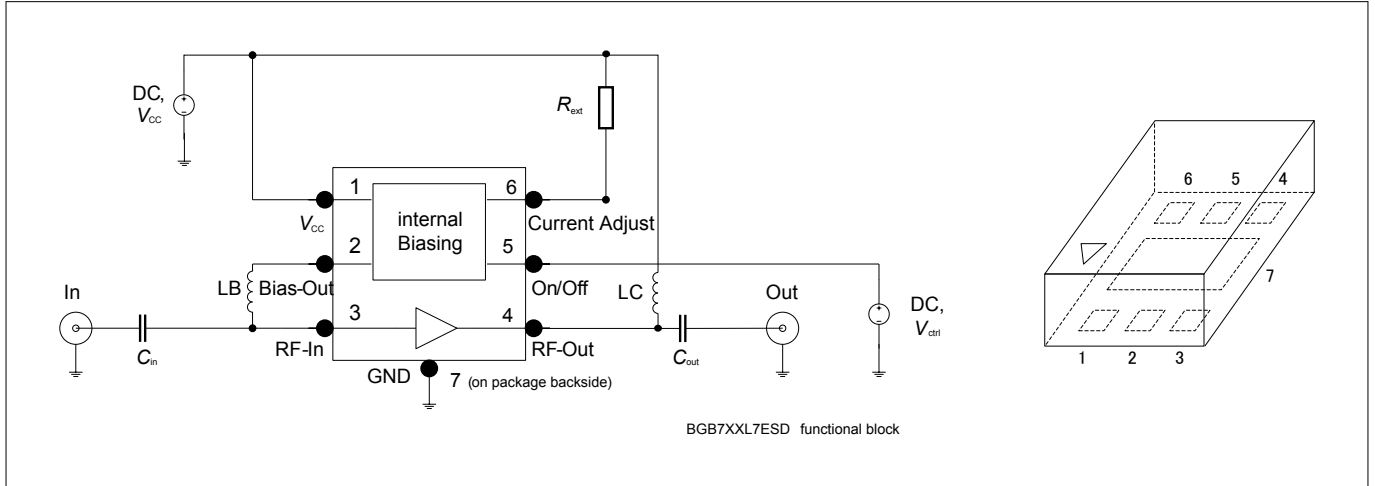 DC,
VCC
Rext
1
6
internal
Biasing
VCC
Current Adjust
2
5
In
LB
Bias-Out
On/Off
LC
Out
DC,
Vctrl
3
4
Cin
RF-In
RF-Out
Cout
GND
7 (on package backside)
BGB7XXL7ESD functional block
6 5 4
7
1 2 3